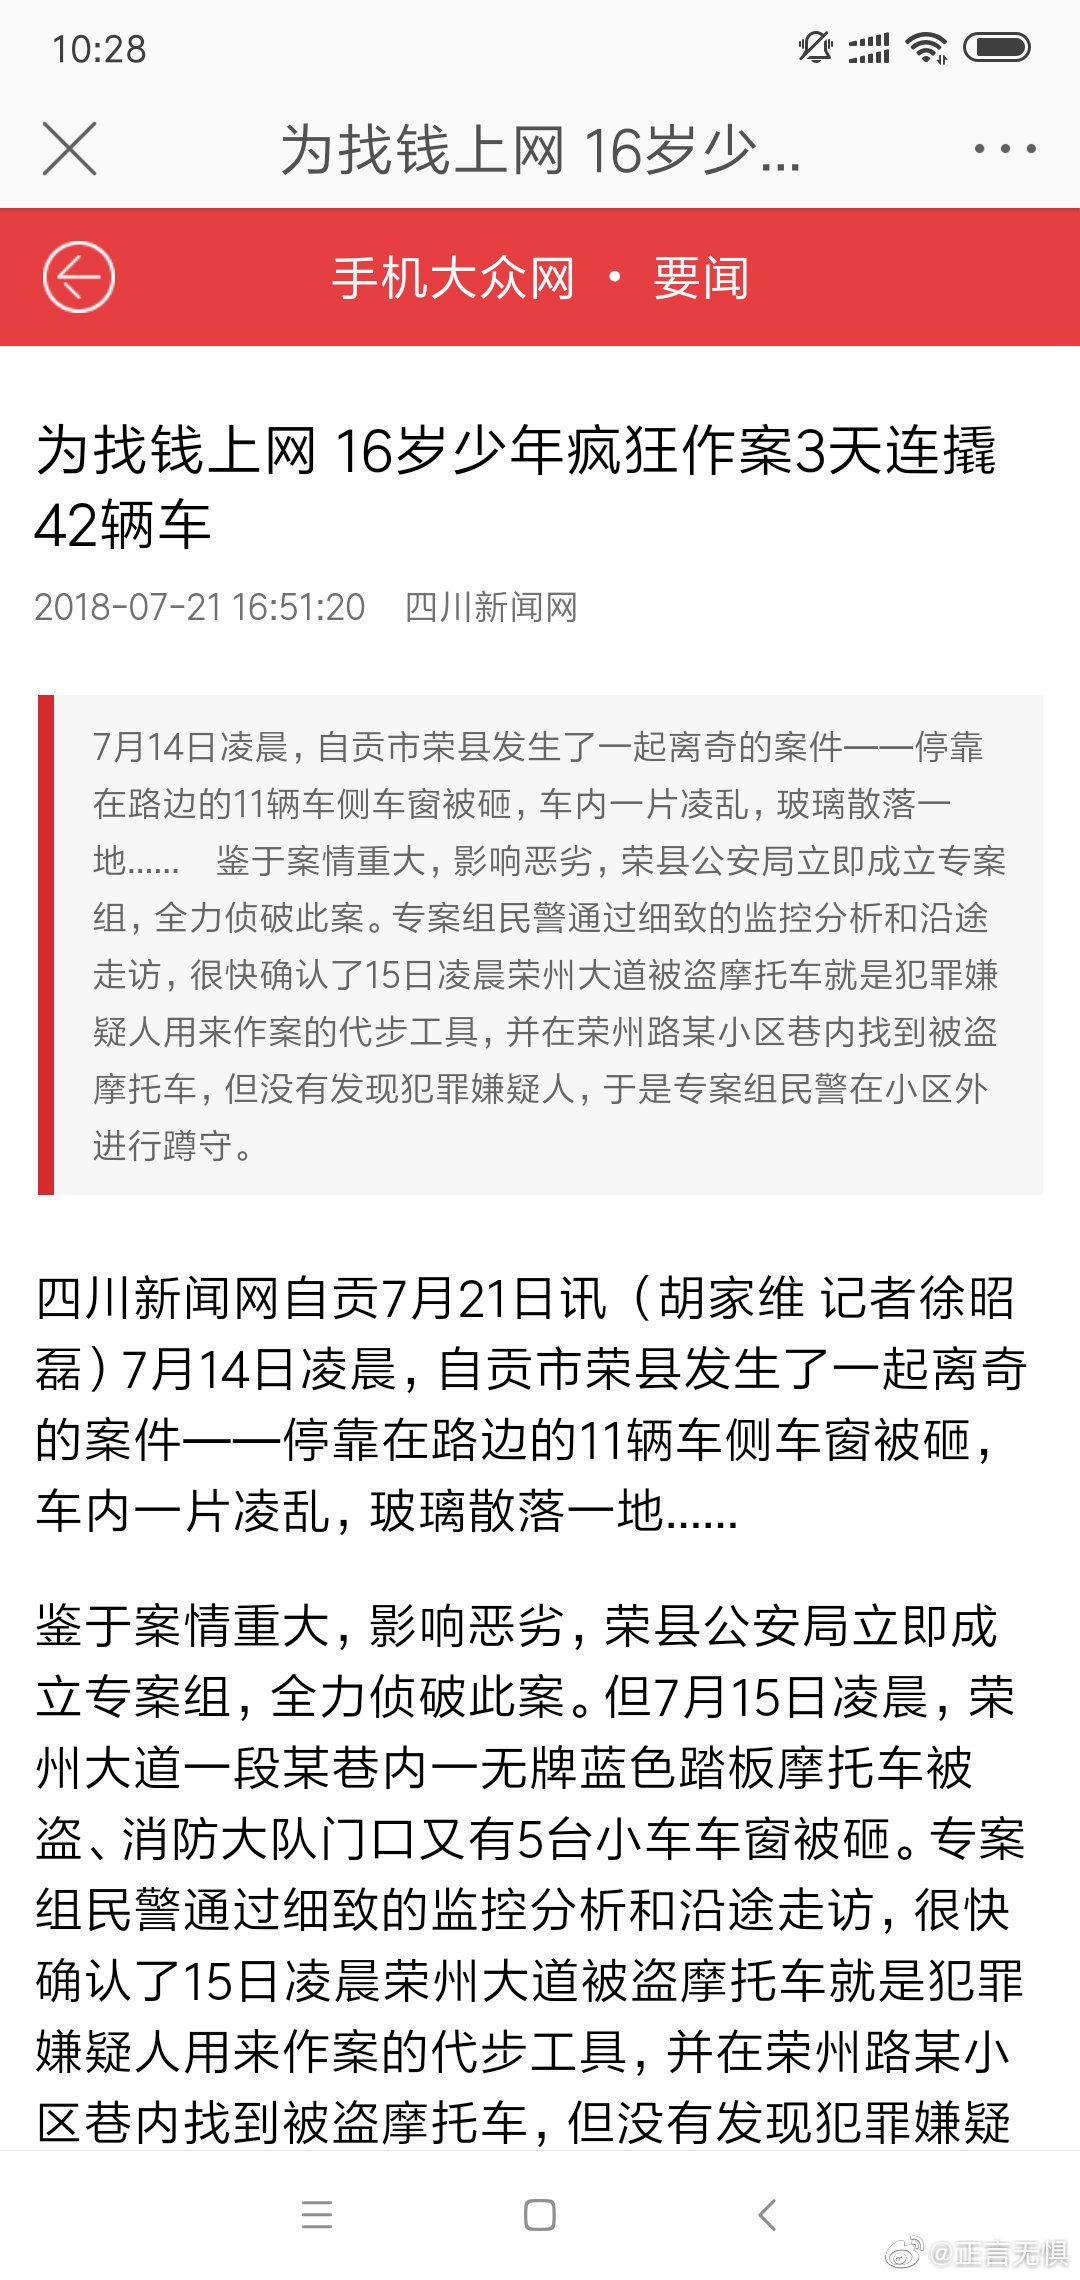 10:28
为找钱上网 16岁少...
手机大众网 · 要闻
为找钱上网 16岁少年疯狂作案3天连撬
42辆车
2018-07-21 16:51:20 四川新闻网
7月14日凌晨，自贡市荣县发生了一起离奇的案件——停靠
在路边的11辆车侧车窗被砸，车内一片凌乱，玻璃散落一
地…… 鉴于案情重大，影响恶劣，荣县公安局立即成立专案
组，全力侦破此案。专案组民警通过细致的监控分析和沿途
走访，很快确认了15日凌晨荣州大道被盗摩托车就是犯罪嫌
疑人用来作案的代步工具，并在荣州路某小区巷内找到被盗
摩托车，但没有发现犯罪嫌疑人，于是专案组民警在小区外
进行蹲守。
四川新闻网自贡7月21日讯（胡家维 记者徐昭
磊）7月14日凌晨，自贡市荣县发生了一起离奇
的案件——停靠在路边的11辆车侧车窗被砸，
车内一片凌乱，玻璃散落一地……
鉴于案情重大，影响恶劣，荣县公安局立即成
立专案组，全力侦破此案。但7月15日凌晨，荣
州大道一段某巷内一无牌蓝色踏板摩托车被
盗、消防大队门口又有5台小车车窗被砸。专案
组民警通过细致的监控分析和沿途走访，很快
确认了15日凌晨荣州大道被盗摩托车就是犯罪
嫌疑人用来作案的代步工具，并在荣州路某小
区巷内找到被盗摩托车，但没有发现犯罪嫌疑
@正言无惧